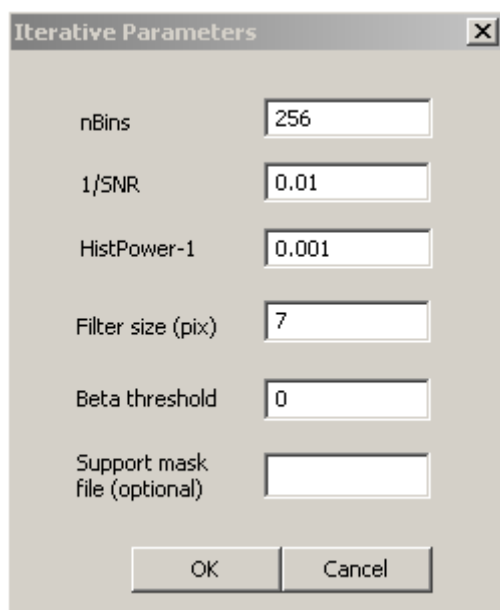 Iterative Parameters
nBins 256
1/SNR 0.01
HistPower-1 0.001
Filter size (pix) 7
Beta threshold 0
Support mask
file (optional)
OK Cancel